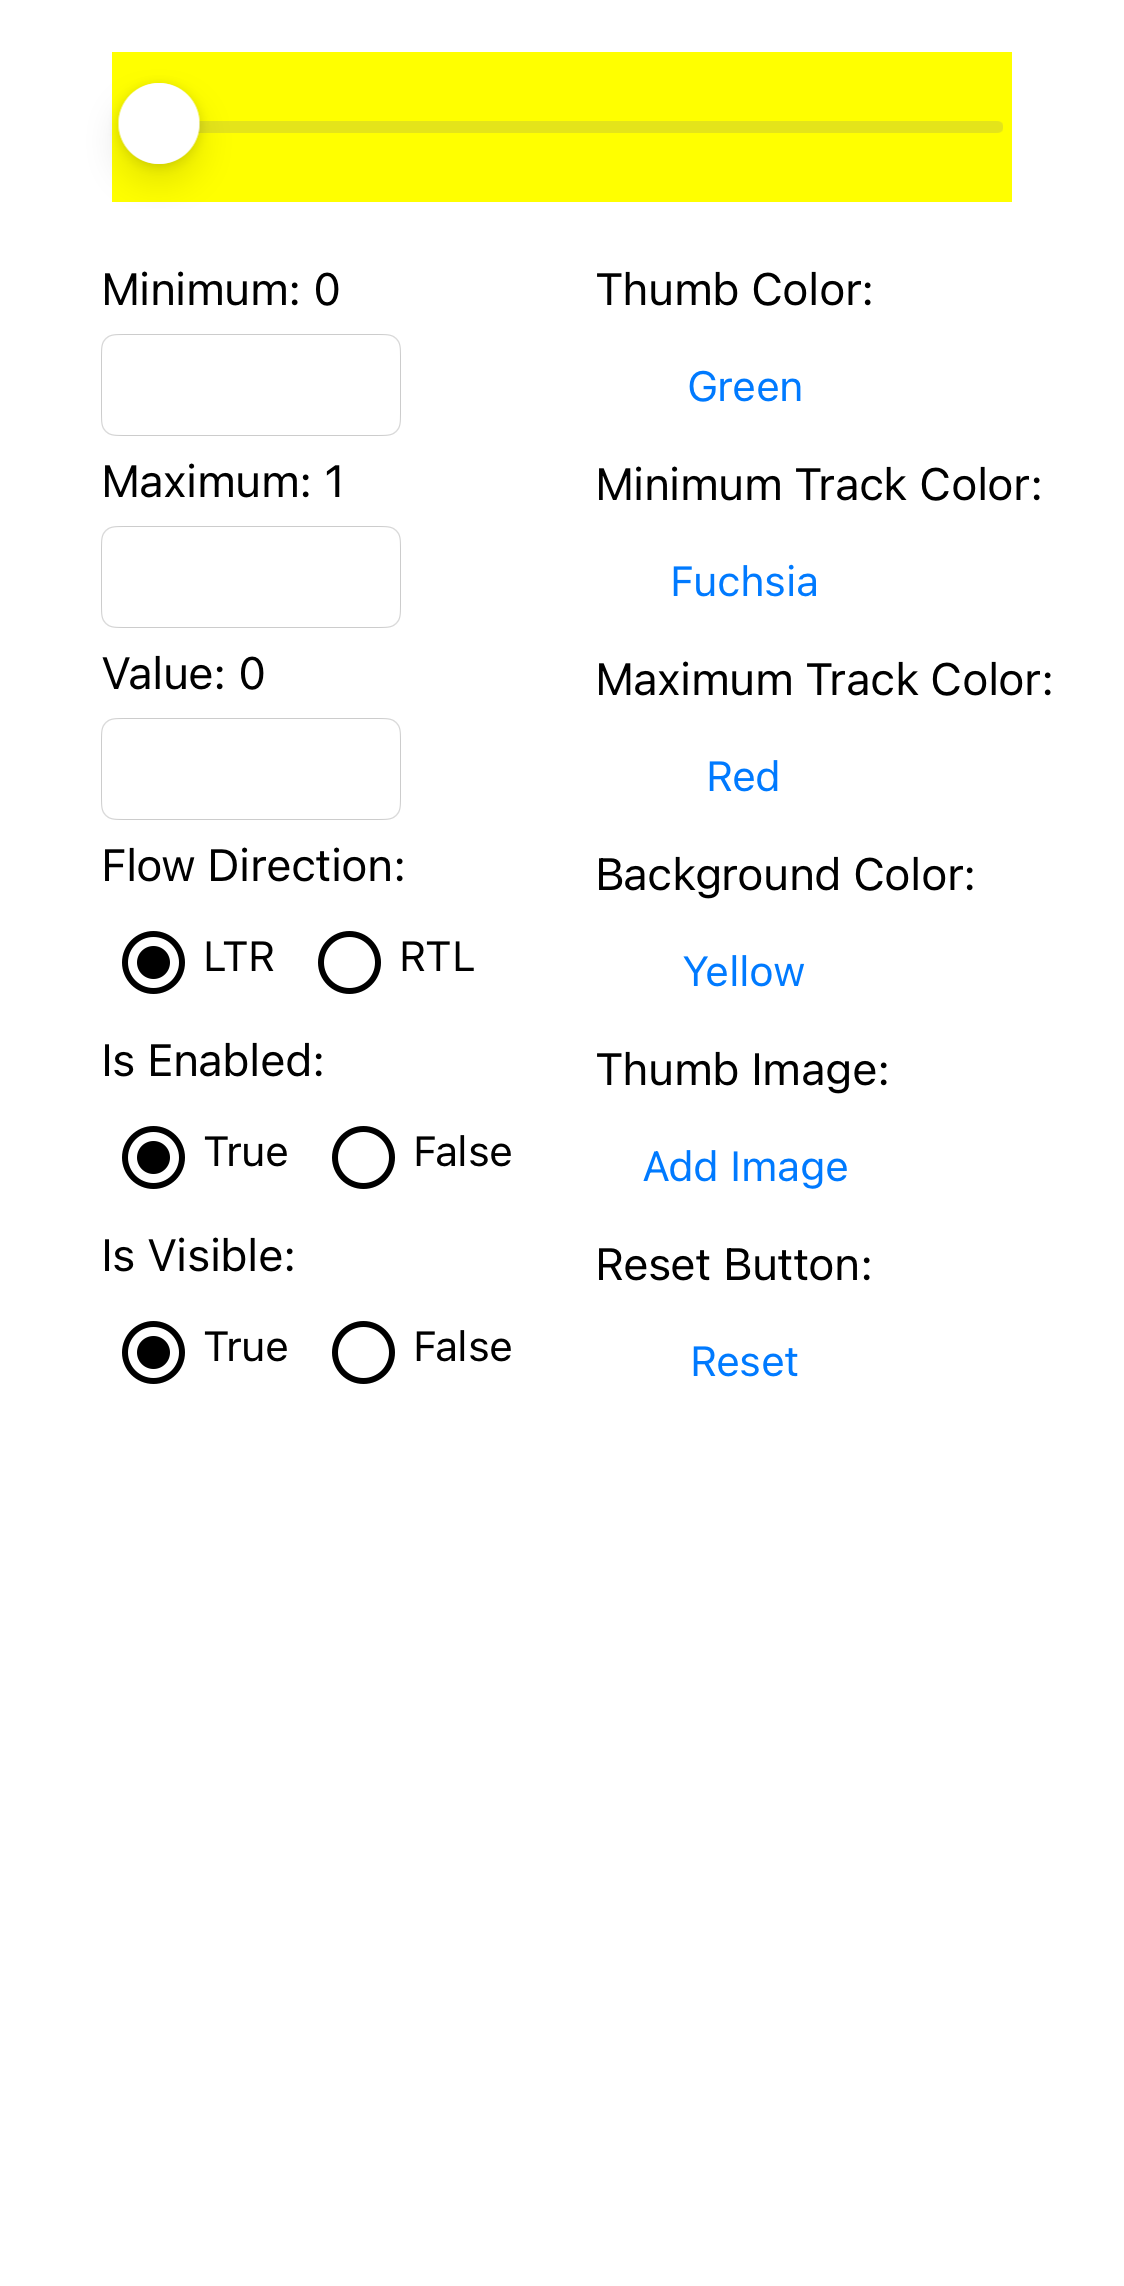 Minimum: 0
Maximum: 1
Value: 0
Flow Direction:
LTR RTL
Is Enabled:
True False
Is Visible:
True False
Thumb Color:
Green
Minimum Track Color:
Fuchsia
Maximum Track Color:
Red
Background Color:
Yellow
Thumb Image:
Add Image
Reset Button:
Reset